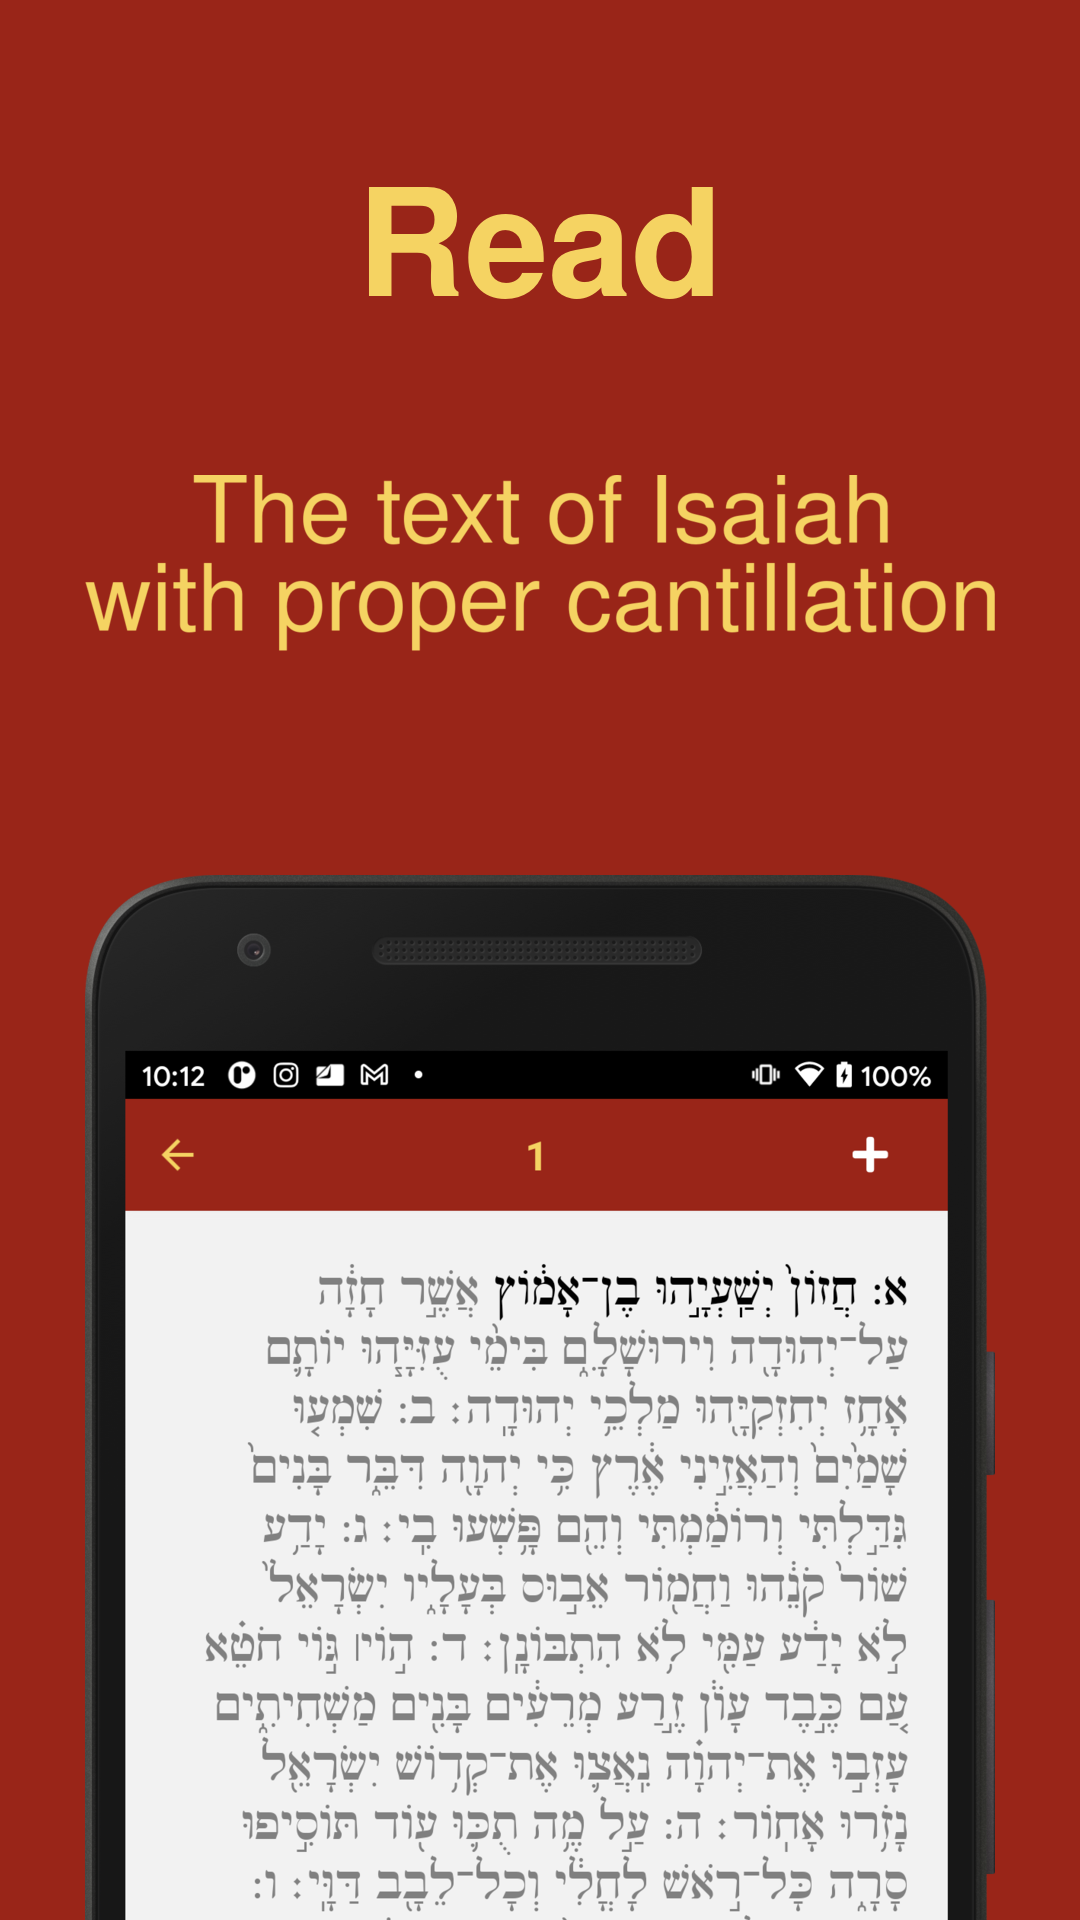 Read
The text of Isaiah
with proper cantillation
10:12
100%
1
א: חֲזוֹן֙ יְשַֽׁעְיָ֣הוּ בֶן־אָמ֔וֹץ אֲשֶׁ֣ר חָזָ֔ה
עַל־יְהוּדָ֖ה וִירוּשָׁלִָ֑ם בִּימֵ֨י עֻזִּיָּ֧הוּ יוֹתָ֛ם
אָחָ֥ז יְחִזְקִיָּ֖הוּ מַלְכֵ֥י יְהוּדָֽה׃ ב: שִׁמְע֤וּ
שָׁמַ֙יִם֙ וְהַאֲזִ֣ינִי אֶ֔רֶץ כִּ֥י יְהוָ֖ה דִּבֵּ֑ר בָּנִים֙
גִּדַּ֣לְתִּי וְרוֹמַ֔מְתִּי וְהֵ֖ם פָּ֥שְׁעוּ בִֽי׃ ג: יָדַ֥ע
שׁוֹר֙ קֹנֵ֔הוּ וַחֲמ֖וֹר אֵב֣וּס בְּעָלָ֑יו יִשְׂרָאֵל֙
לֹ֣א יָדַ֔ע עַמִּ֖י לֹ֥א הִתְבּוֹנָֽן׃ ד: ה֣וֹי׀ גּ֣וֹי חֹטֵ֗א
עַ֚ם כֶּ֣בֶד עָוֺ֔ן זֶ֣רַע מְרֵעִ֔ים בָּנִ֖ים מַשְׁחִיתִ֑ים
עָזְב֣וּ אֶת־יְהוָ֗ה נִֽאֲצ֛וּ אֶת־קְד֥וֹשׁ יִשְׂרָאֵ֖ל
נָזֹ֥רוּ אָחֽוֹר׃ ה: עַ֣ל מֶ֥ה תֻכּ֛וּ ע֖וֹד תּוֹסִ֣יפוּ
סָרָ֑ה כָּל־רֹ֣אשׁ לָחֳלִ֔י וְכָל־לֵבָ֖ב דַּוָּֽי׃ ו: